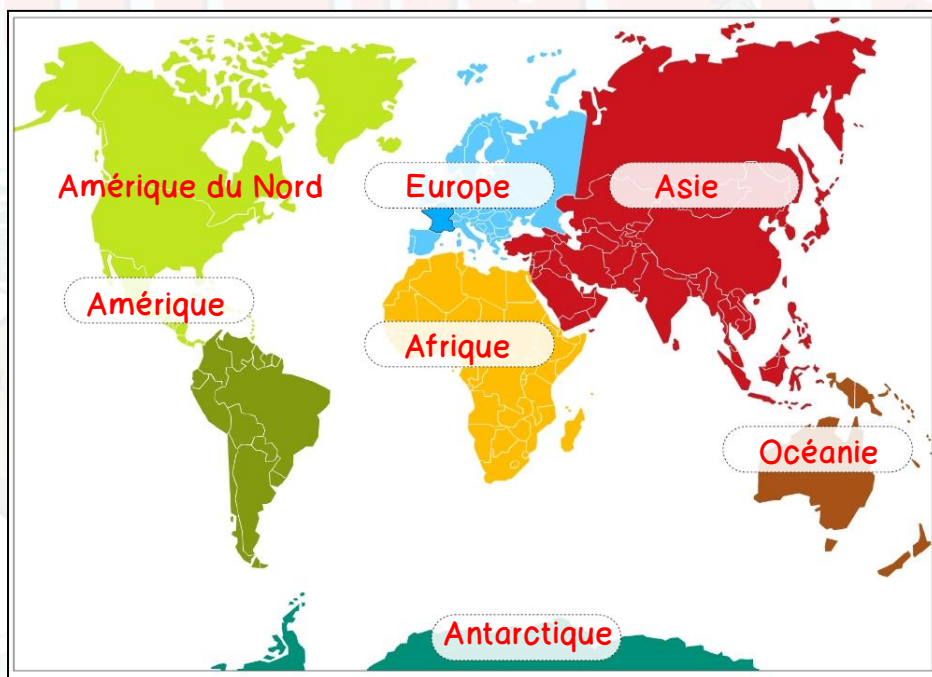 Amérique du Nord
Europe
Asie
Amérique
Afrique
Océanie
Antarctique